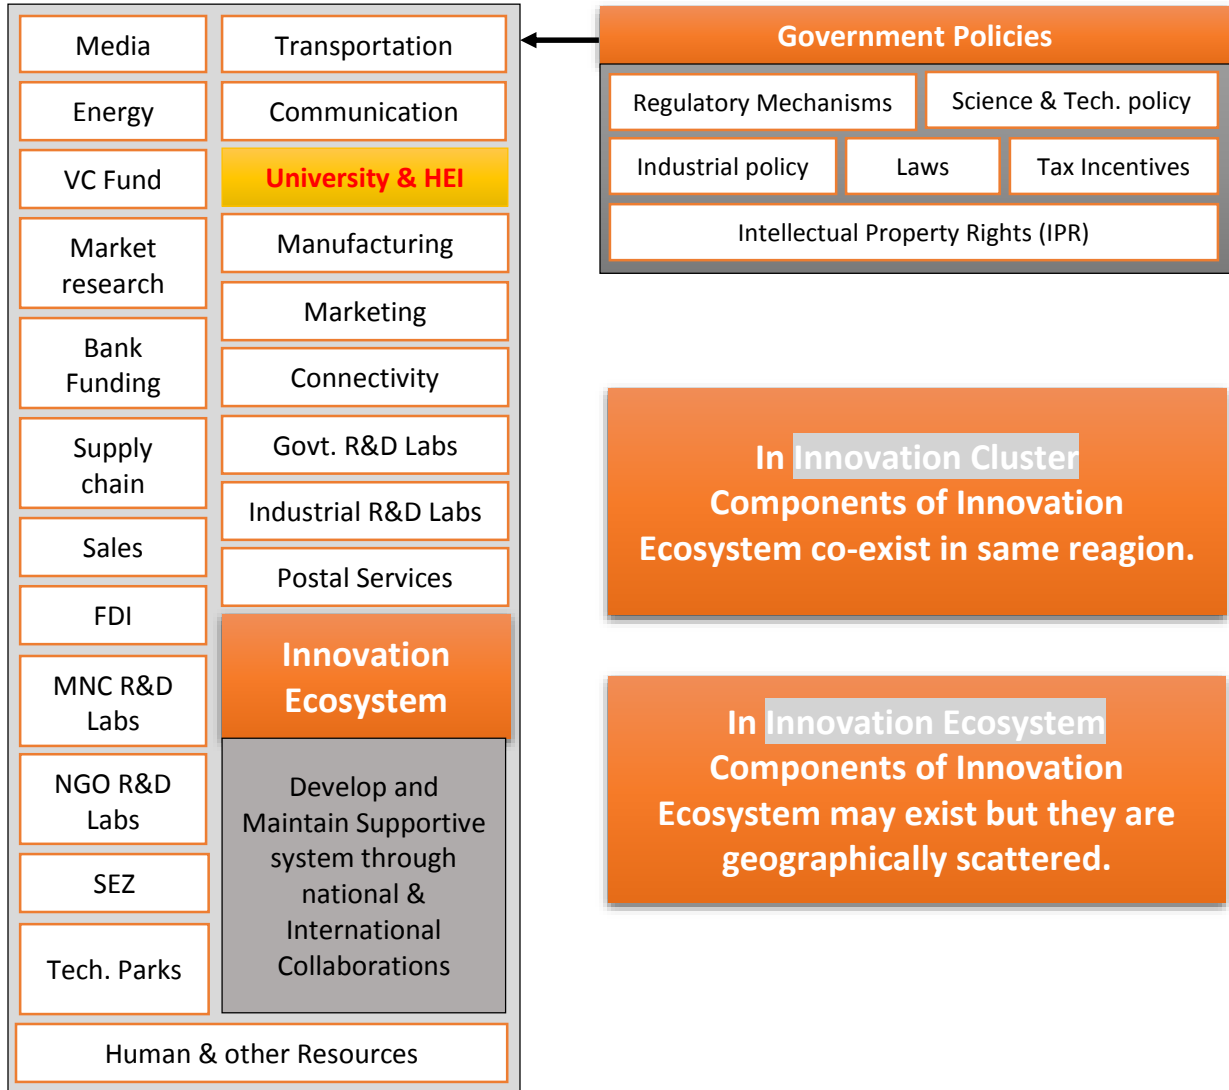 Media
Energy
VC Fund
Market
research
Bank
Funding
Supply
chain
Sales
FDI
MNC R&D
Labs
NGO R&D
Labs
SEZ
Tech. Parks
Transportation
Communication
University & HEI
Manufacturing
Marketing
Connectivity
Govt. R&D Labs
Industrial R&D Labs
Postal Services
Innovation
Ecosystem
Develop and
Maintain Supportive
system through
national &
International
Collaborations
Human & other Resources
Government Policies
Regulatory Mechanisms
Science & Tech. policy
Industrial policy
Laws
Tax Incentives
Intellectual Property Rights (IPR)
In Innovation Cluster
Components of Innovation
Ecosystem co-exist in same reagion.
In Innovation Ecosystem
Components of Innovation
Ecosystem may exist but they are
geographically scattered.